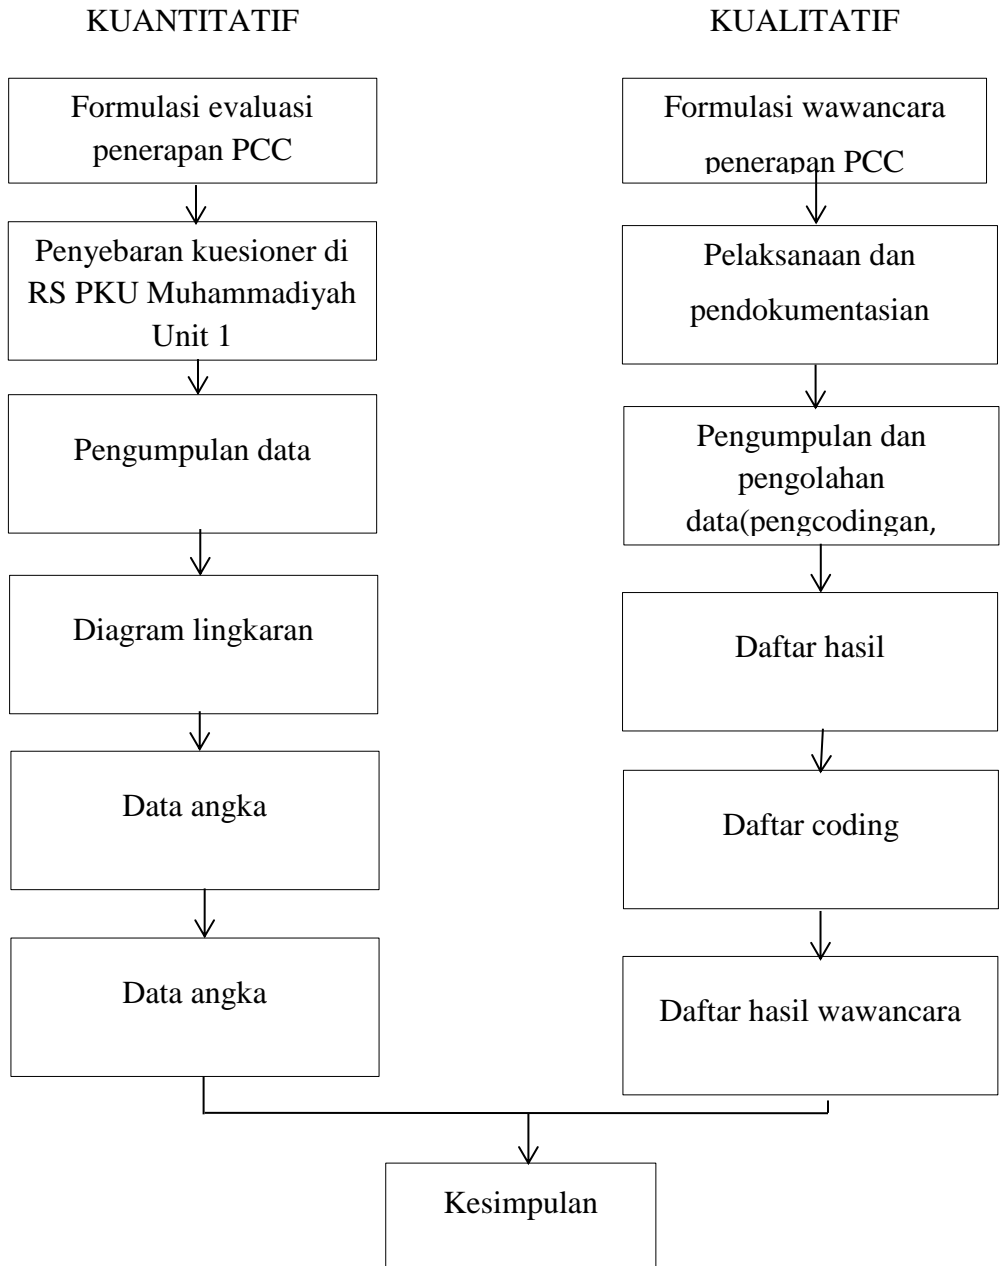 KUANTITATIF
Formulasi evaluasi
penerapan PCC
Penyebaran kuesioner di
RS PKU Muhammadiyah
Unit 1
Pengumpulan data
Diagram lingkaran
Data angka
Data angka
KUALITATIF
Formulasi wawancara
penerapan PCC
Pelaksanaan dan
pendokumentasian
Pengumpulan dan
pengolahan
data(pengcodingan,
Daftar hasil
Daftar coding
Daftar hasil wawancara
Kesimpulan